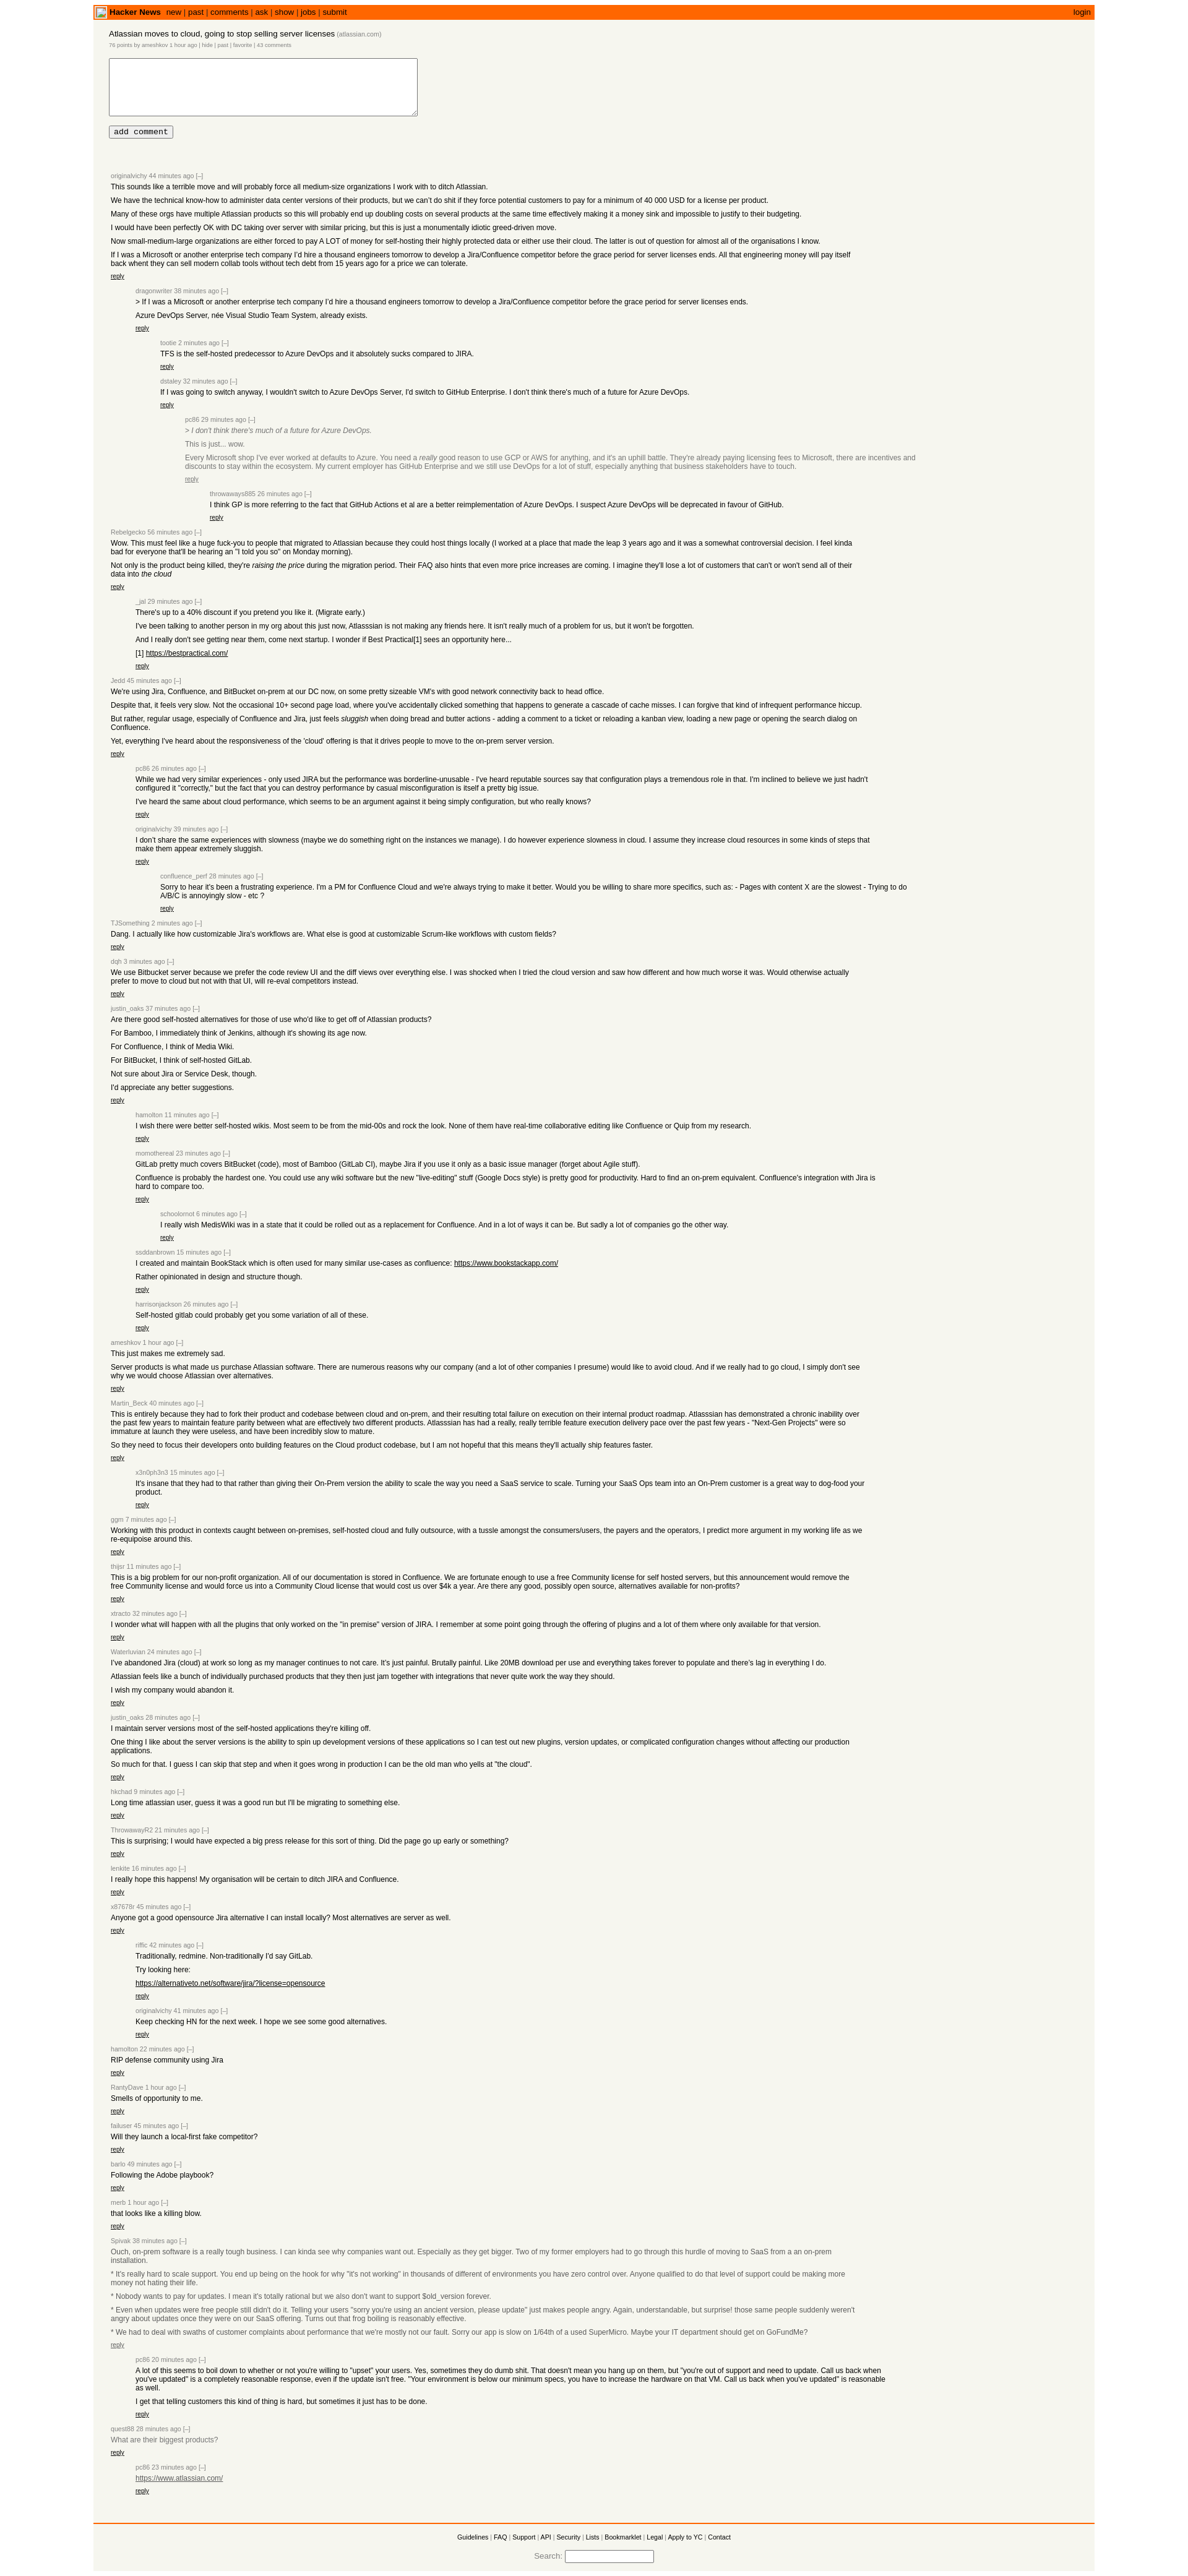 Hacker News new | past | comments | ask | show | jobs | submit login
Atlassian moves to cloud, going to stop selling server licenses (atlassian.com)
76 points by ameshkov 1 hour ago | hide | past | favorite | 43 comments
add comment
originalvichy 44 minutes ago [–]
This sounds like a terrible move and will probably force all medium-size organizations I work with to ditch Atlassian.
We have the technical know-how to administer data center versions of their products, but we can't do shit if they force potential customers to pay for a minimum of 40 000 USD for a license per product.
Many of these orgs have multiple Atlassian products so this will probably end up doubling costs on several products at the same time effectively making it a money sink and impossible to justify to their budgeting.
I would have been perfectly OK with DC taking over server with similar pricing, but this is just a monumentally idiotic greed-driven move.
Now small-medium-large organizations are either forced to pay A LOT of money for self-hosting their highly protected data or either use their cloud. The latter is out of question for almost all of the organisations I know.
If I was a Microsoft or another enterprise tech company I'd hire a thousand engineers tomorrow to develop a Jira/Confluence competitor before the grace period for server licenses ends. All that engineering money will pay itself
back whent they can sell modern collab tools without tech debt from 15 years ago for a price we can tolerate.
reply
dragonwriter 38 minutes ago [–]
> If I was a Microsoft or another enterprise tech company I'd hire a thousand engineers tomorrow to develop a Jira/Confluence competitor before the grace period for server licenses ends.
Azure DevOps Server, née Visual Studio Team System, already exists.
reply
tootie 2 minutes ago [–]
TFS is the self-hosted predecessor to Azure DevOps and it absolutely sucks compared to JIRA.
reply
dstaley 32 minutes ago [–]
If I was going to switch anyway, I wouldn't switch to Azure DevOps Server, I'd switch to GitHub Enterprise. I don't think there's much of a future for Azure DevOps.
reply
pc86 29 minutes ago [–]
> I don't think there's much of a future for Azure DevOps.
This is just... wow.
Every Microsoft shop I've ever worked at defaults to Azure. You need a really good reason to use GCP or AWS for anything, and it's an uphill battle. They're already paying licensing fees to Microsoft, there are incentives and
discounts to stay within the ecosystem. My current employer has GitHub Enterprise and we still use DevOps for a lot of stuff, especially anything that business stakeholders have to touch.
reply
throwaways885 26 minutes ago [–]
I think GP is more referring to the fact that GitHub Actions et al are a better reimplementation of Azure DevOps. I suspect Azure DevOps will be deprecated in favour of GitHub.
reply
Rebelgecko 56 minutes ago [–]
Wow. This must feel like a huge fuck-you to people that migrated to Atlassian because they could host things locally (I worked at a place that made the leap 3 years ago and it was a somewhat controversial decision. I feel kinda
bad for everyone that'll be hearing an "I told you so" on Monday morning).
Not only is the product being killed, they're raising the price during the migration period. Their FAQ also hints that even more price increases are coming. I imagine they'll lose a lot of customers that can't or won't send all of their
data into the cloud
reply
_jal 29 minutes ago [–]
There's up to a 40% discount if you pretend you like it. (Migrate early.)
I've been talking to another person in my org about this just now, Atlasssian is not making any friends here. It isn't really much of a problem for us, but it won't be forgotten.
And I really don't see getting near them, come next startup. I wonder if Best Practical[1] sees an opportunity here...
[1] https://bestpractical.com/
reply
Jedd 45 minutes ago [–]
We're using Jira, Confluence, and BitBucket on-prem at our DC now, on some pretty sizeable VM's with good network connectivity back to head office.
Despite that, it feels very slow. Not the occasional 10+ second page load, where you've accidentally clicked something that happens to generate a cascade of cache misses. I can forgive that kind of infrequent performance hiccup.
But rather, regular usage, especially of Confluence and Jira, just feels sluggish when doing bread and butter actions - adding a comment to a ticket or reloading a kanban view, loading a new page or opening the search dialog on
Confluence.
Yet, everything I've heard about the responsiveness of the 'cloud' offering is that it drives people to move to the on-prem server version.
reply
pc86 26 minutes ago [–]
While we had very similar experiences - only used JIRA but the performance was borderline-unusable - I've heard reputable sources say that configuration plays a tremendous role in that. I'm inclined to believe we just hadn't
configured it "correctly," but the fact that you can destroy performance by casual misconfiguration is itself a pretty big issue.
I've heard the same about cloud performance, which seems to be an argument against it being simply configuration, but who really knows?
reply
originalvichy 39 minutes ago [–]
I don't share the same experiences with slowness (maybe we do something right on the instances we manage). I do however experience slowness in cloud. I assume they increase cloud resources in some kinds of steps that
make them appear extremely sluggish.
reply
confluence_perf 28 minutes ago [–]
Sorry to hear it's been a frustrating experience. I'm a PM for Confluence Cloud and we're always trying to make it better. Would you be willing to share more specifics, such as: - Pages with content X are the slowest - Trying to do
A/B/C is annoyingly slow - etc ?
reply
TJSomething 2 minutes ago [–]
Dang. I actually like how customizable Jira's workflows are. What else is good at customizable Scrum-like workflows with custom fields?
reply
dqh 3 minutes ago [–]
We use Bitbucket server because we prefer the code review UI and the diff views over everything else. I was shocked when I tried the cloud version and saw how different and how much worse it was. Would otherwise actually
prefer to move to cloud but not with that UI, will re-eval competitors instead.
reply
justin_oaks 37 minutes ago [–]
Are there good self-hosted alternatives for those of use who'd like to get off of Atlassian products?
For Bamboo, I immediately think of Jenkins, although it's showing its age now.
For Confluence, I think of Media Wiki.
For BitBucket, I think of self-hosted GitLab.
Not sure about Jira or Service Desk, though.
I'd appreciate any better suggestions.
reply
hamolton 11 minutes ago [–]
I wish there were better self-hosted wikis. Most seem to be from the mid-00s and rock the look. None of them have real-time collaborative editing like Confluence or Quip from my research.
reply
momothereal 23 minutes ago [–]
GitLab pretty much covers BitBucket (code), most of Bamboo (GitLab CI), maybe Jira if you use it only as a basic issue manager (forget about Agile stuff).
Confluence is probably the hardest one. You could use any wiki software but the new "live-editing" stuff (Google Docs style) is pretty good for productivity. Hard to find an on-prem equivalent. Confluence's integration with Jira is
hard to compare too.
reply
schoolornot 6 minutes ago [–]
I really wish MedisWiki was in a state that it could be rolled out as a replacement for Confluence. And in a lot of ways it can be. But sadly a lot of companies go the other way.
reply
ssddanbrown 15 minutes ago [–]
I created and maintain BookStack which is often used for many similar use-cases as confluence: https://www.bookstackapp.com/
Rather opinionated in design and structure though.
reply
harrisonjackson 26 minutes ago [–]
Self-hosted gitlab could probably get you some variation of all of these.
reply
ameshkov 1 hour ago [–]
This just makes me extremely sad.
Server products is what made us purchase Atlassian software. There are numerous reasons why our company (and a lot of other companies I presume) would like to avoid cloud. And if we really had to go cloud, I simply don't see
why we would choose Atlassian over alternatives.
reply
Martin_Beck 40 minutes ago [–]
This is entirely because they had to fork their product and codebase between cloud and on-prem, and their resulting total failure on execution on their internal product roadmap. Atlasssian has demonstrated a chronic inability over
the past few years to maintain feature parity between what are effectively two different products. Atlasssian has had a really, really terrible feature execution delivery pace over the past few years - "Next-Gen Projects" were so
immature at launch they were useless, and have been incredibly slow to mature.
So they need to focus their developers onto building features on the Cloud product codebase, but I am not hopeful that this means they'll actually ship features faster.
reply
x3n0ph3n3 15 minutes ago [–]
It's insane that they had to that rather than giving their On-Prem version the ability to scale the way you need a SaaS service to scale. Turning your SaaS Ops team into an On-Prem customer is a great way to dog-food your
product.
reply
ggm 7 minutes ago [–]
Working with this product in contexts caught between on-premises, self-hosted cloud and fully outsource, with a tussle amongst the consumers/users, the payers and the operators, I predict more argument in my working life as we
re-equipoise around this.
reply
thijsr 11 minutes ago [–]
This is a big problem for our non-profit organization. All of our documentation is stored in Confluence. We are fortunate enough to use a free Community license for self hosted servers, but this announcement would remove the
free Community license and would force us into a Community Cloud license that would cost us over $4k a year. Are there any good, possibly open source, alternatives available for non-profits?
reply
xtracto 32 minutes ago [–]
I wonder what will happen with all the plugins that only worked on the "in premise" version of JIRA. I remember at some point going through the offering of plugins and a lot of them where only available for that version.
reply
Waterluvian 24 minutes ago [–]
I've abandoned Jira (cloud) at work so long as my manager continues to not care. It's just painful. Brutally painful. Like 20MB download per use and everything takes forever to populate and there's lag in everything I do.
Atlassian feels like a bunch of individually purchased products that they then just jam together with integrations that never quite work the way they should.
I wish my company would abandon it.
reply
justin_oaks 28 minutes ago [–]
I maintain server versions most of the self-hosted applications they're killing off.
One thing I like about the server versions is the ability to spin up development versions of these applications so I can test out new plugins, version updates, or complicated configuration changes without affecting our production
applications.
So much for that. I guess I can skip that step and when it goes wrong in production I can be the old man who yells at "the cloud".
reply
hkchad 9 minutes ago [–]
Long time atlassian user, guess it was a good run but I'll be migrating to something else.
reply
ThrowawayR2 21 minutes ago [–]
This is surprising; I would have expected a big press release for this sort of thing. Did the page go up early or something?
reply
lenkite 16 minutes ago [–]
I really hope this happens! My organisation will be certain to ditch JIRA and Confluence.
reply
x87678r 45 minutes ago [–]
Anyone got a good opensource Jira alternative I can install locally? Most alternatives are server as well.
reply
riffic 42 minutes ago [–]
Traditionally, redmine. Non-traditionally I'd say GitLab.
Try looking here:
https://alternativeto.net/software/jira/?license=opensource
reply
originalvichy 41 minutes ago [–]
Keep checking HN for the next week. I hope we see some good alternatives.
reply
hamolton 22 minutes ago [–]
RIP defense community using Jira
reply
RantyDave 1 hour ago [–]
Smells of opportunity to me.
reply
failuser 45 minutes ago [–]
Will they launch a local-first fake competitor?
reply
barlo 49 minutes ago [–]
Following the Adobe playbook?
reply
merb 1 hour ago [–]
that looks like a killing blow.
reply
Spivak 38 minutes ago [–]
Ouch, on-prem software is a really tough business. I can kinda see why companies want out. Especially as they get bigger. Two of my former employers had to go through this hurdle of moving to SaaS from a an on-prem
installation.
* It's really hard to scale support. You end up being on the hook for why "it's not working" in thousands of different of environments you have zero control over. Anyone qualified to do that level of support could be making more
money not hating their life.
* Nobody wants to pay for updates. I mean it's totally rational but we also don't want to support $old_version forever.
* Even when updates were free people still didn't do it. Telling your users "sorry you're using an ancient version, please update" just makes people angry. Again, understandable, but surprise! those same people suddenly weren't
angry about updates once they were on our SaaS offering. Turns out that frog boiling is reasonably effective.
* We had to deal with swaths of customer complaints about performance that we're mostly not our fault. Sorry our app is slow on 1/64th of a used SuperMicro. Maybe your IT department should get on GoFundMe?
reply
pc86 20 minutes ago [–]
A lot of this seems to boil down to whether or not you're willing to "upset" your users. Yes, sometimes they do dumb shit. That doesn't mean you hang up on them, but "you're out of support and need to update. Call us back when
you've updated" is a completely reasonable response, even if the update isn't free. "Your environment is below our minimum specs, you have to increase the hardware on that VM. Call us back when you've updated" is reasonable
as well.
I get that telling customers this kind of thing is hard, but sometimes it just has to be done.
reply
quest88 28 minutes ago [–]
What are their biggest products?
reply
pc86 23 minutes ago [–]
https://www.atlassian.com/
reply
Guidelines | FAQ | Support | API | Security | Lists | Bookmarklet | Legal | Apply to YC | Contact
Search: